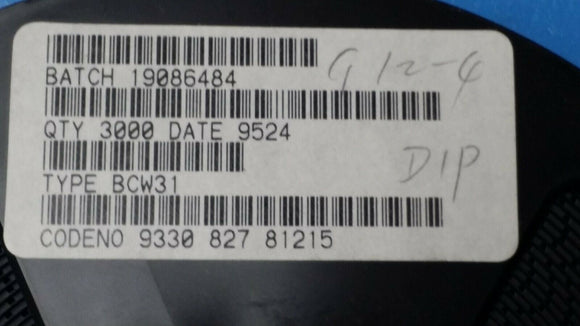 BATCH 19086484
G12-4
QTY 3000 DATE 9524
DIP
TYPE BCW31
CODENO 9330 827 81215